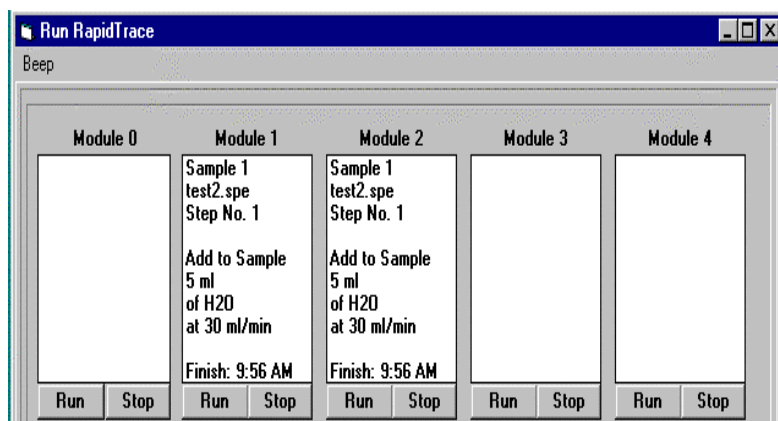 Run RapidTrace
Beep
Module 0
Module 1
Module 2
Module 3
Module 4
Sample 1
test2.spe
Step No. 1
Add to Sample
5 ml
of H2O
at 30 ml/min
Finish: 9:56 AM
Sample 1
test2.spe
Step No. 1
Add to Sample
5 ml
of H2O
at 30 ml/min
Finish: 9:56 AM
Run
Stop
Run
Stop
Run
Stop
Run
Stop
Run
Stop